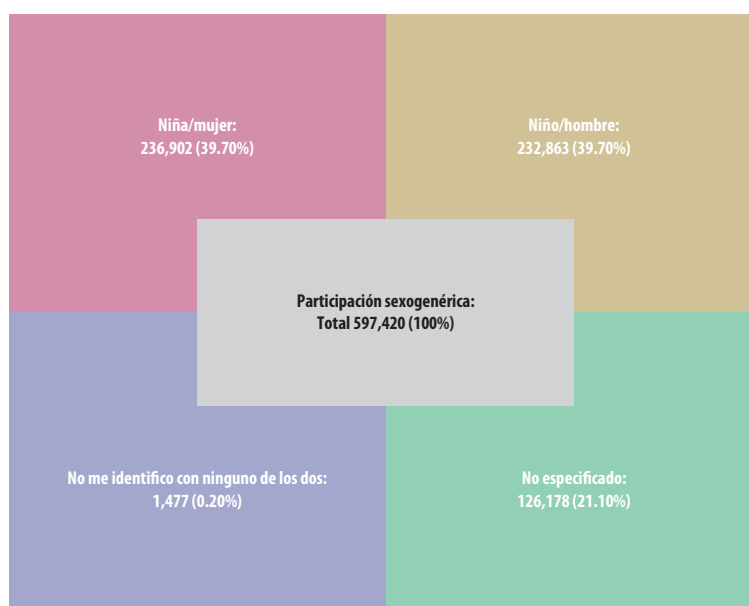 Niña/mujer:
236,902 (39.70%)
Niño/hombre:
232,863 (39.70%)
Participación sexogenérica:
Total 597,420 (100%)
No me identifico con ninguno de los dos:
1,477 (0.20%)
No especificado:
126,178 (21.10%)